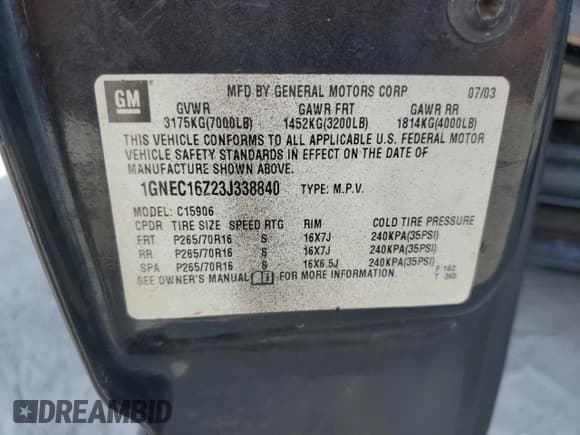 GM
MFD BY GENERAL MOTORS CORP 07/03
GVWR GAWR FRT GAWR RR
3175KG(7000LB) 1452KG(3200LB) 1814KG(4000LB)
THIS VEHICLE CONFORMS TO ALL APPLICABLE U.S. FEDERAL MOTOR
VEHICLE SAFETY STANDARDS IN EFFECT ON THE DATE OF
MANUFACTURE SHOWN ABOVE.
1GNEC16Z23J338840 TYPE: M.P.V.
MODEL: C15906
CPDR TIRE SIZE SPEED RTG RIM COLD TIRE PRESSURE
FRT P265/70R16 S 16X7J 240KPA(35PSI)
RR P265/70R16 S 16X7J 240KPA(35PSI)
SPA P265/70R16 S 16X6.5J 240KPA(35PSI)
SEE OWNER'S MANUAL FOR MORE INFORMATION. F 162
T 365
DREAMBID